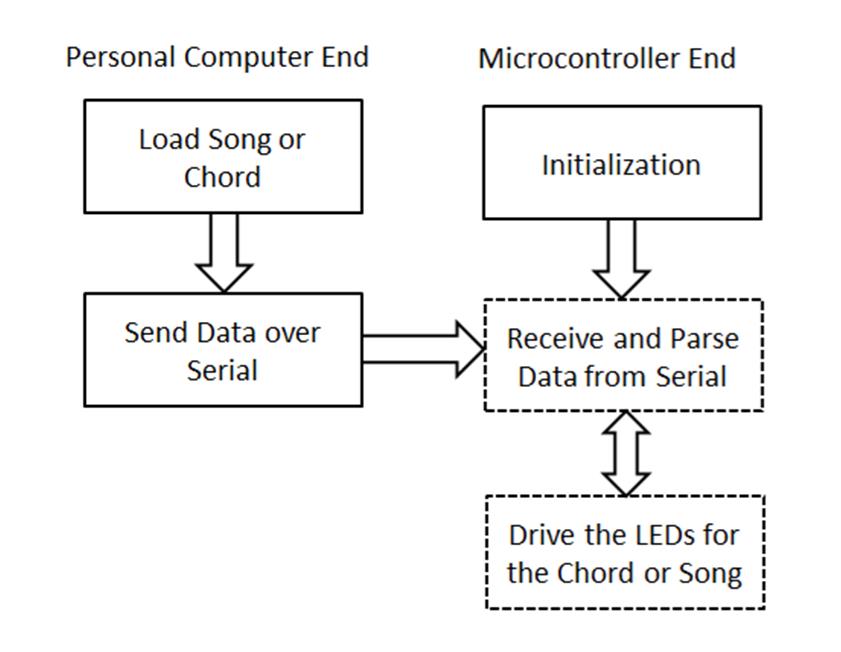 Personal Computer End
Microcontroller End
Load Song or
Chord
Initialization
Send Data over
Serial
Receive and Parse
Data from Serial
Drive the LEDs for
the Chord or Song